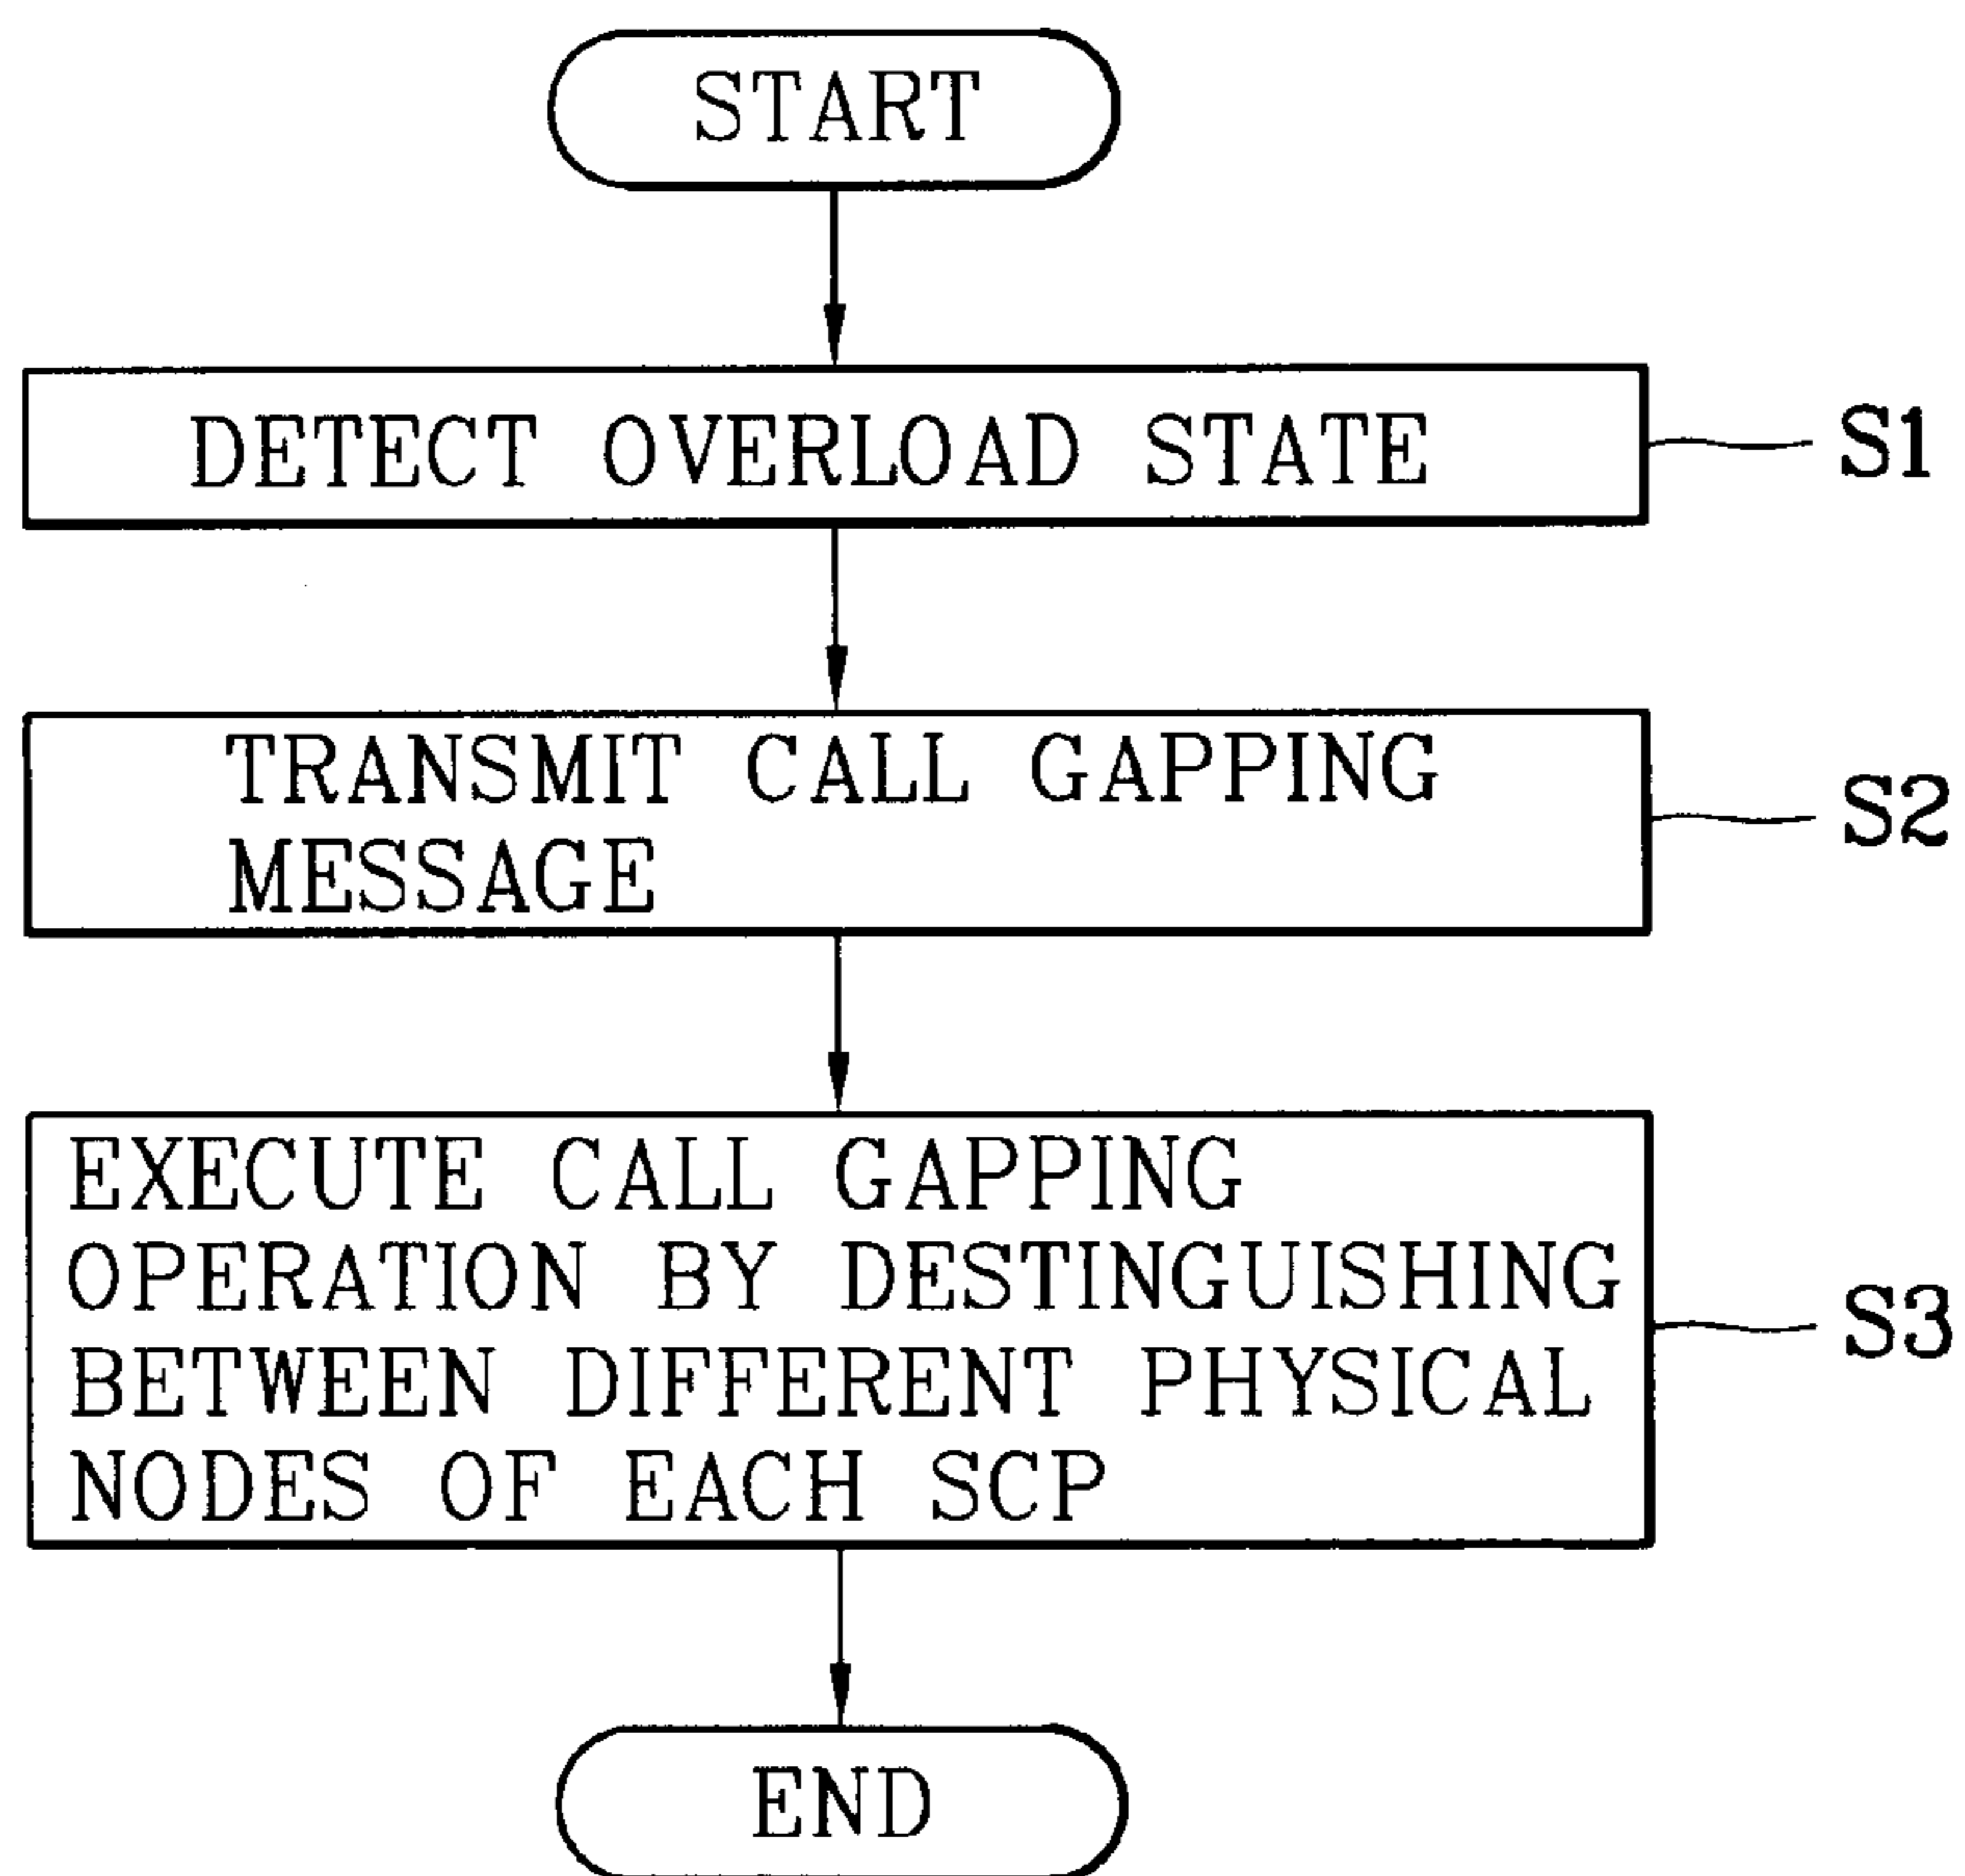 START
DETECT OVERLOAD STATE
S1
TRANSMIT CALL GAPPING
MESSAGE
S2
EXECUTE CALL GAPPING
OPERATION BY DESTINGUISHING
BETWEEN DIFFERENT PHYSICAL
NODES OF EACH SCP
S3
END